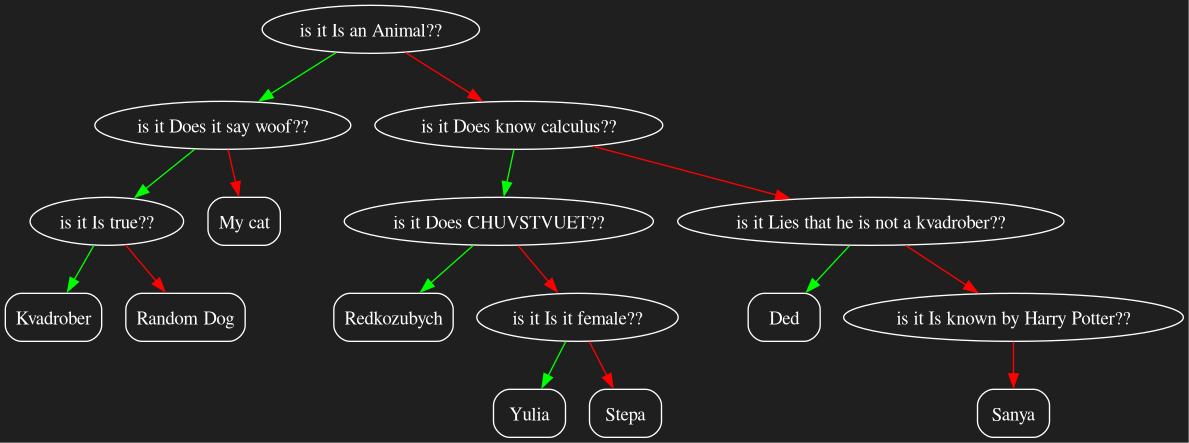 is it Is an Animal??
is it Does it say woof??
is it Does know calculus??
is it Is true??
My cat
is it Does CHUVSTVUET??
is it Lies that he is not a kvadrober??
Kvadrober
Random Dog
Redkozubych
is it Is it female??
Ded
is it Is known by Harry Potter??
Yulia
Stepa
Sanya